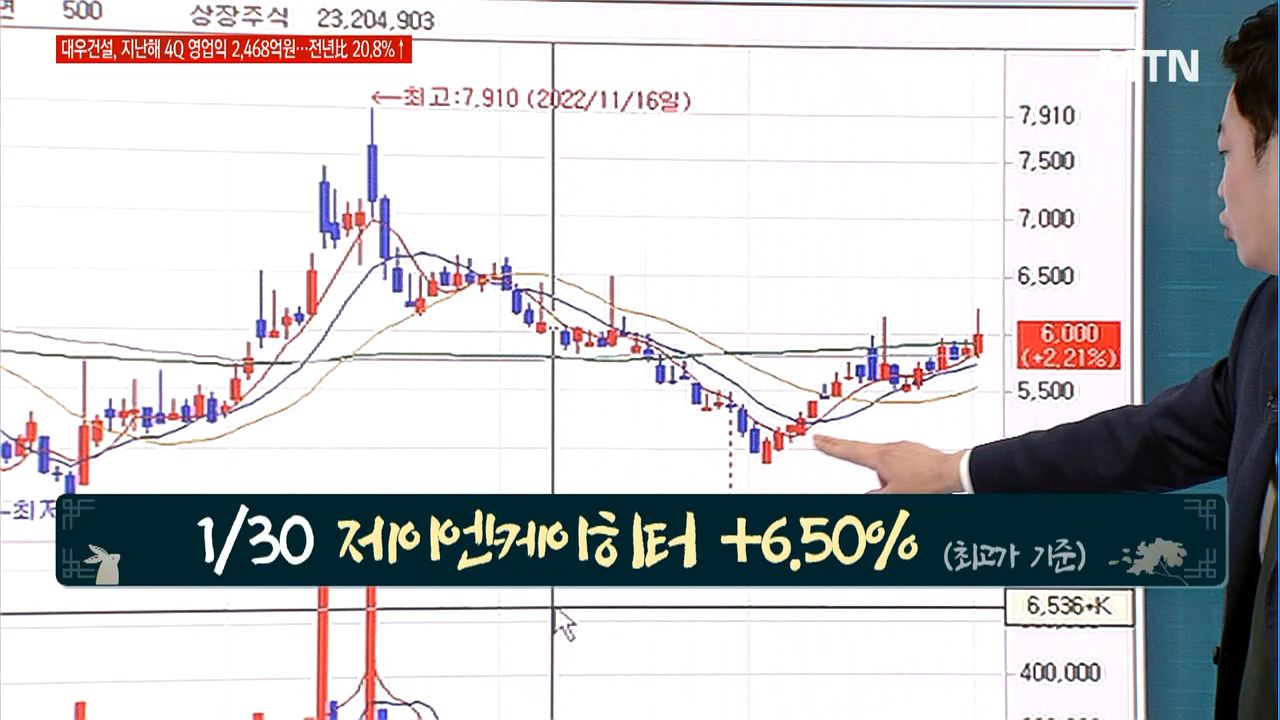 500 상장주식 23,204,903
대우건설, 지난해 4Q 영업익 2,468억원…전년比 20.8%↑
MTN
←최고:7,910 (2022/11/16일)
7,910
7,500
7,000
6,500
6,000
(+2,21%)
5,500
1/30 제이엔케이히터 +6.50% (최고가 기준)
6,536+K
400,000